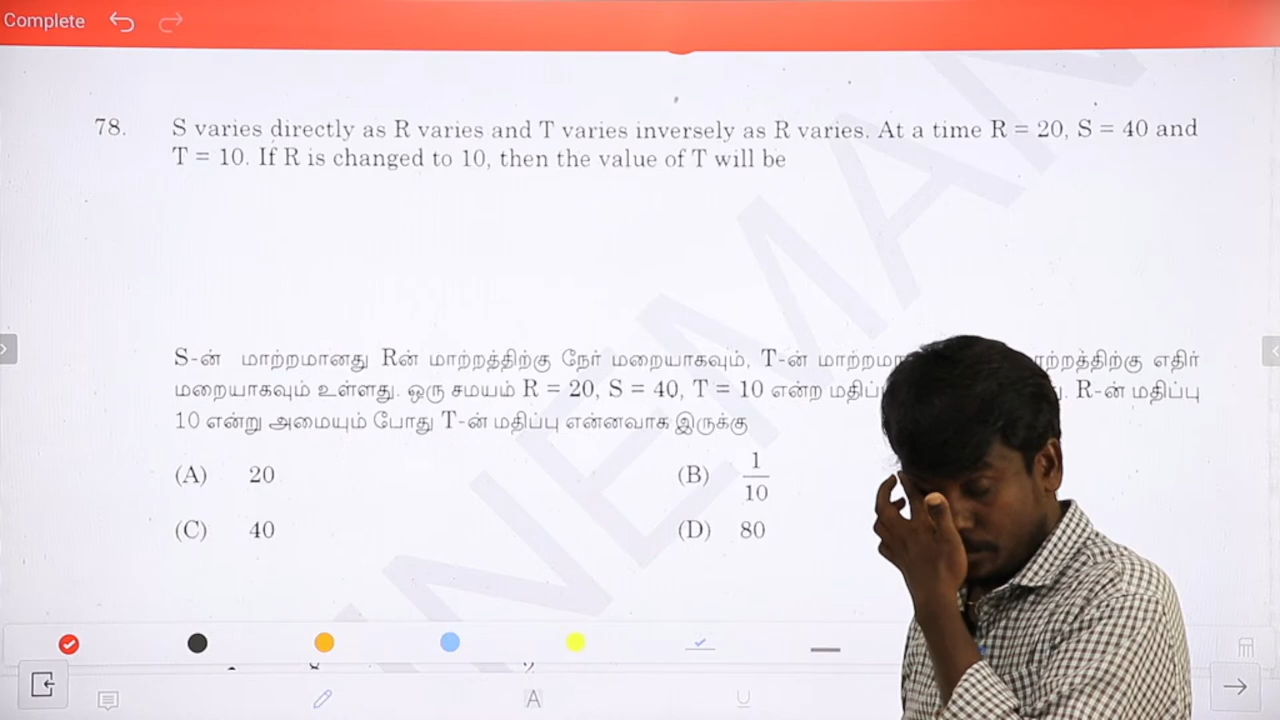 Complete
78. S varies directly as R varies and T varies inversely as R varies. At a time R = 20, S = 40 and
T = 10. If R is changed to 10, then the value of T will be
S-ன் மாற்றமானது Rன் மாற்றத்திற்கு நேர் மறையாகவும், T-ன் எதிர்
மறையாகவும் உள்ளது. ஒரு சமயம் R = 20, S = 40, T = 10 என்ற R-ன் மதிப்பு
10 என்று அமையும் போது T-ன் மதிப்பு என்னவாக இருக்கு
(A) 20 (B) 1/10
(C) 40 (D) 80
A U